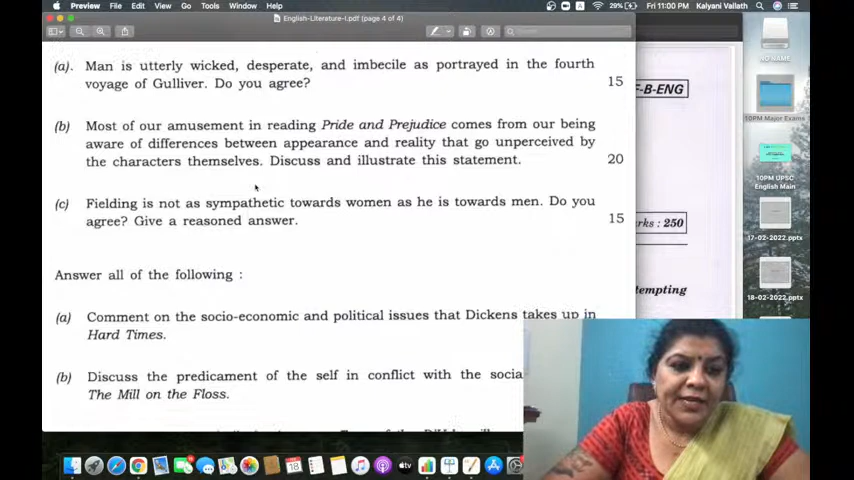 Preview File Edit View Go Tools Window Help
29% Fri 11:00 PM Kalyani Vallath
English-Literature-I.pdf (page 4 of 4)
Search
(a). Man is utterly wicked, desperate, and imbecile as portrayed in the fourth
voyage of Gulliver. Do you agree? 15
(b) Most of our amusement in reading Pride and Prejudice comes from our being
aware of differences between appearance and reality that go unperceived by
the characters themselves. Discuss and illustrate this statement. 20
(c) Fielding is not as sympathetic towards women as he is towards men. Do you
agree? Give a reasoned answer. 15
Answer all of the following :
(a) Comment on the socio-economic and political issues that Dickens takes up in
Hard Times.
(b) Discuss the predicament of the self in conflict with the socia
The Mill on the Floss.
F-B-ENG
rks : 250
tempting
NO NAME
10PM Major Exams
10PM UPSC
English Main
17-02-2022.pptx
18-02-2022.pptx